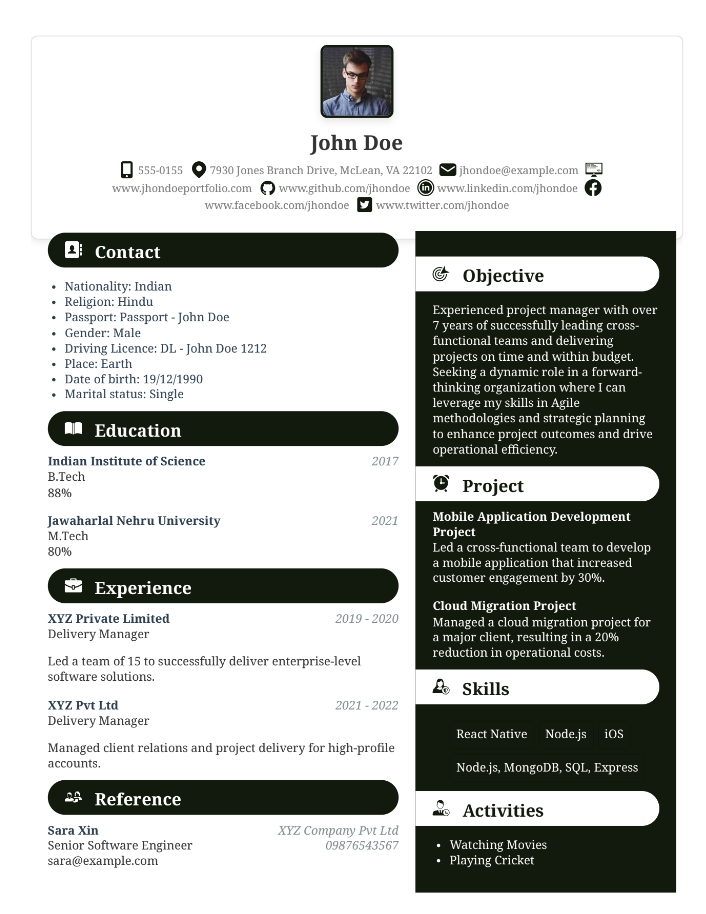 John Doe
555-0155 7930 Jones Branch Drive, McLean, VA 22102 jhondoe@example.com
www.jhondoeportfolio.com www.github.com/jhondoe www.linkedin.com/jhondoe
www.facebook.com/jhondoe www.twitter.com/jhondoe
Contact
• Nationality: Indian
• Religion: Hindu
• Passport: Passport - John Doe
• Gender: Male
• Driving Licence: DL - John Doe 1212
• Place: Earth
• Date of birth: 19/12/1990
• Marital status: Single
Education
Indian Institute of Science 2017
B.Tech
88%
Jawaharlal Nehru University 2021
M.Tech
80%
Experience
XYZ Private Limited 2019 - 2020
Delivery Manager
Led a team of 15 to successfully deliver enterprise-level
software solutions.
XYZ Pvt Ltd 2021 - 2022
Delivery Manager
Managed client relations and project delivery for high-profile
accounts.
Reference
Sara Xin XYZ Company Pvt Ltd
Senior Software Engineer 09876543567
sara@example.com
Objective
Experienced project manager with over
7 years of successfully leading cross-
functional teams and delivering
projects on time and within budget.
Seeking a dynamic role in a forward-
thinking organization where I can
leverage my skills in Agile
methodologies and strategic planning
to enhance project outcomes and drive
operational efficiency.
Project
Mobile Application Development
Project
Led a cross-functional team to develop
a mobile application that increased
customer engagement by 30%.
Cloud Migration Project
Managed a cloud migration project for
a major client, resulting in a 20%
reduction in operational costs.
Skills
React Native Node.js iOS
Node.js, MongoDB, SQL, Express
Activities
• Watching Movies
• Playing Cricket